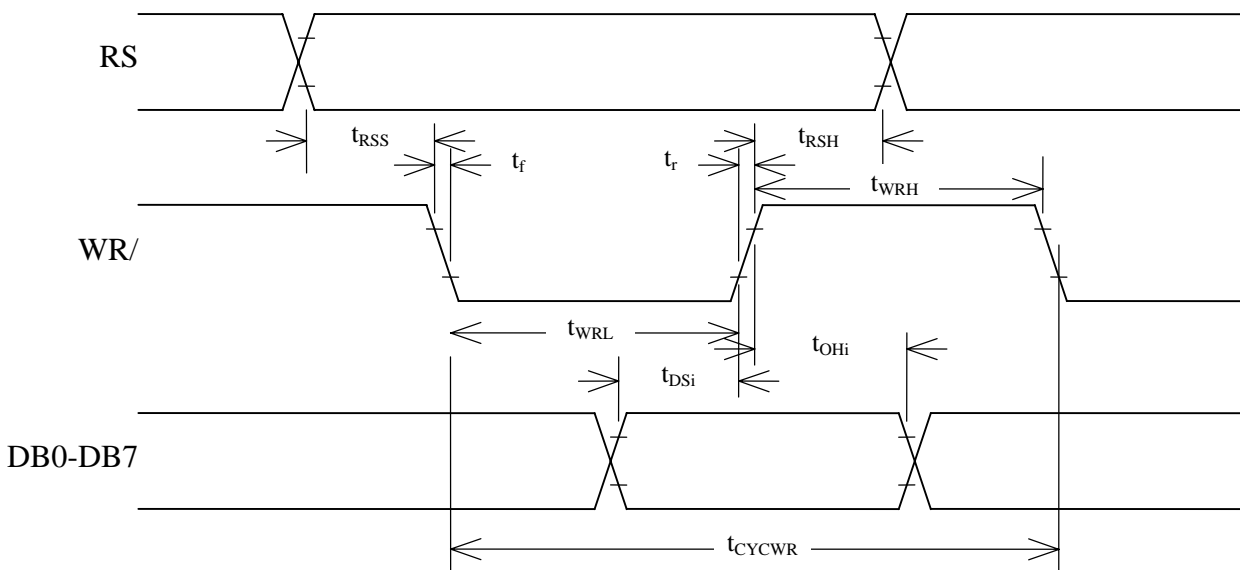 RS
tRSS
tRSH
tf
tr
tWRH
WR/
tWRL
tOHi
tDSi
DB0-DB7
tCYCWR